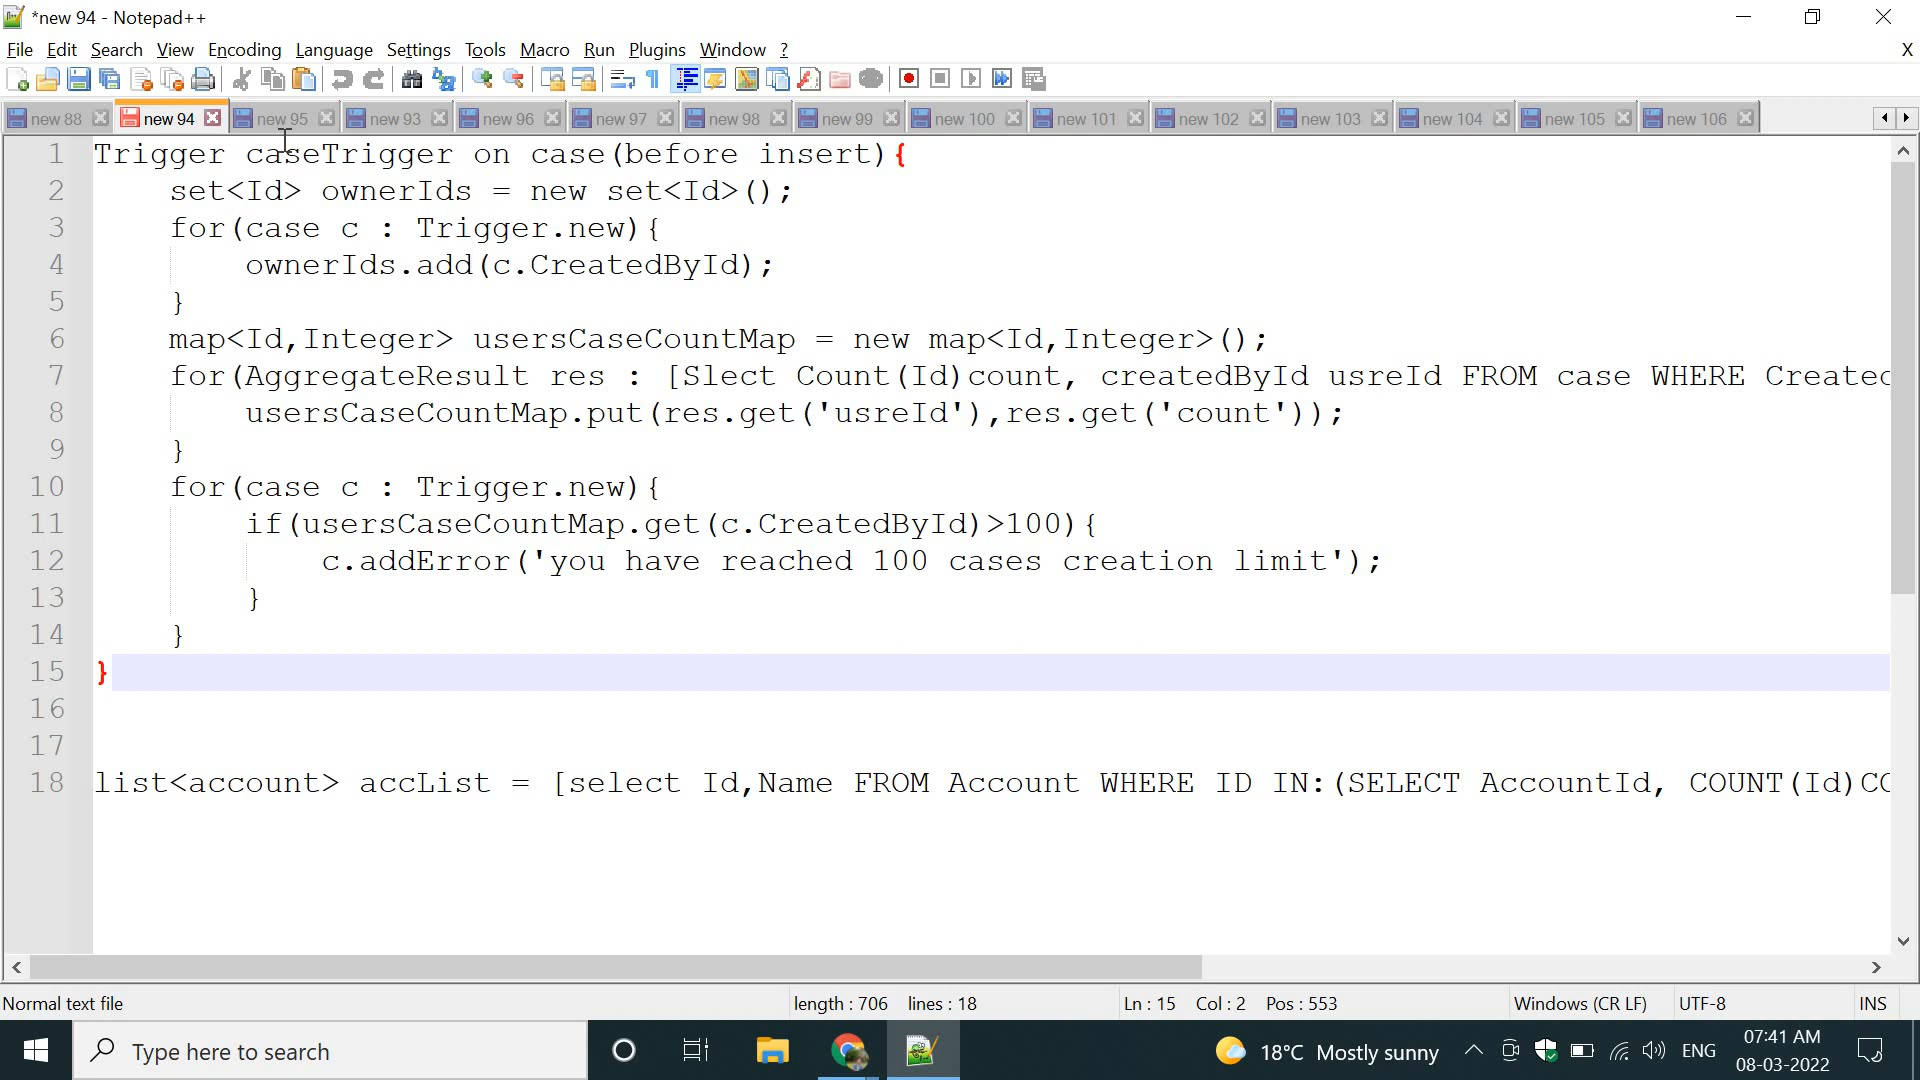 *new 94 - Notepad++
File Edit Search View Encoding Language Settings Tools Macro Run Plugins Window ? X
new 88 new 94 new 95 new 93 new 96 new 97 new 98 new 99 new 100 new 101 new 102 new 103 new 104 new 105 new 106
1 Trigger caseTrigger on case(before insert){
2 set<Id> ownerIds = new set<Id>();
3 for(case c : Trigger.new){
4 ownerIds.add(c.CreatedById);
5 }
6 map<Id,Integer> usersCaseCountMap = new map<Id,Integer>();
7 for(AggregateResult res : [Slect Count(Id)count, createdById usreId FROM case WHERE Created
8 usersCaseCountMap.put(res.get('usreId'),res.get('count'));
9 }
10 for(case c : Trigger.new){
11 if(usersCaseCountMap.get(c.CreatedById)>100){
12 c.addError('you have reached 100 cases creation limit');
13 }
14 }
15 }
16
17
18 list<account> accList = [select Id,Name FROM Account WHERE ID IN:(SELECT AccountId, COUNT(Id)CO
Normal text file length : 706 lines : 18 Ln : 15 Col : 2 Pos : 553 Windows (CR LF) UTF-8 INS
Type here to search 18°C Mostly sunny ENG 07:41 AM
08-03-2022